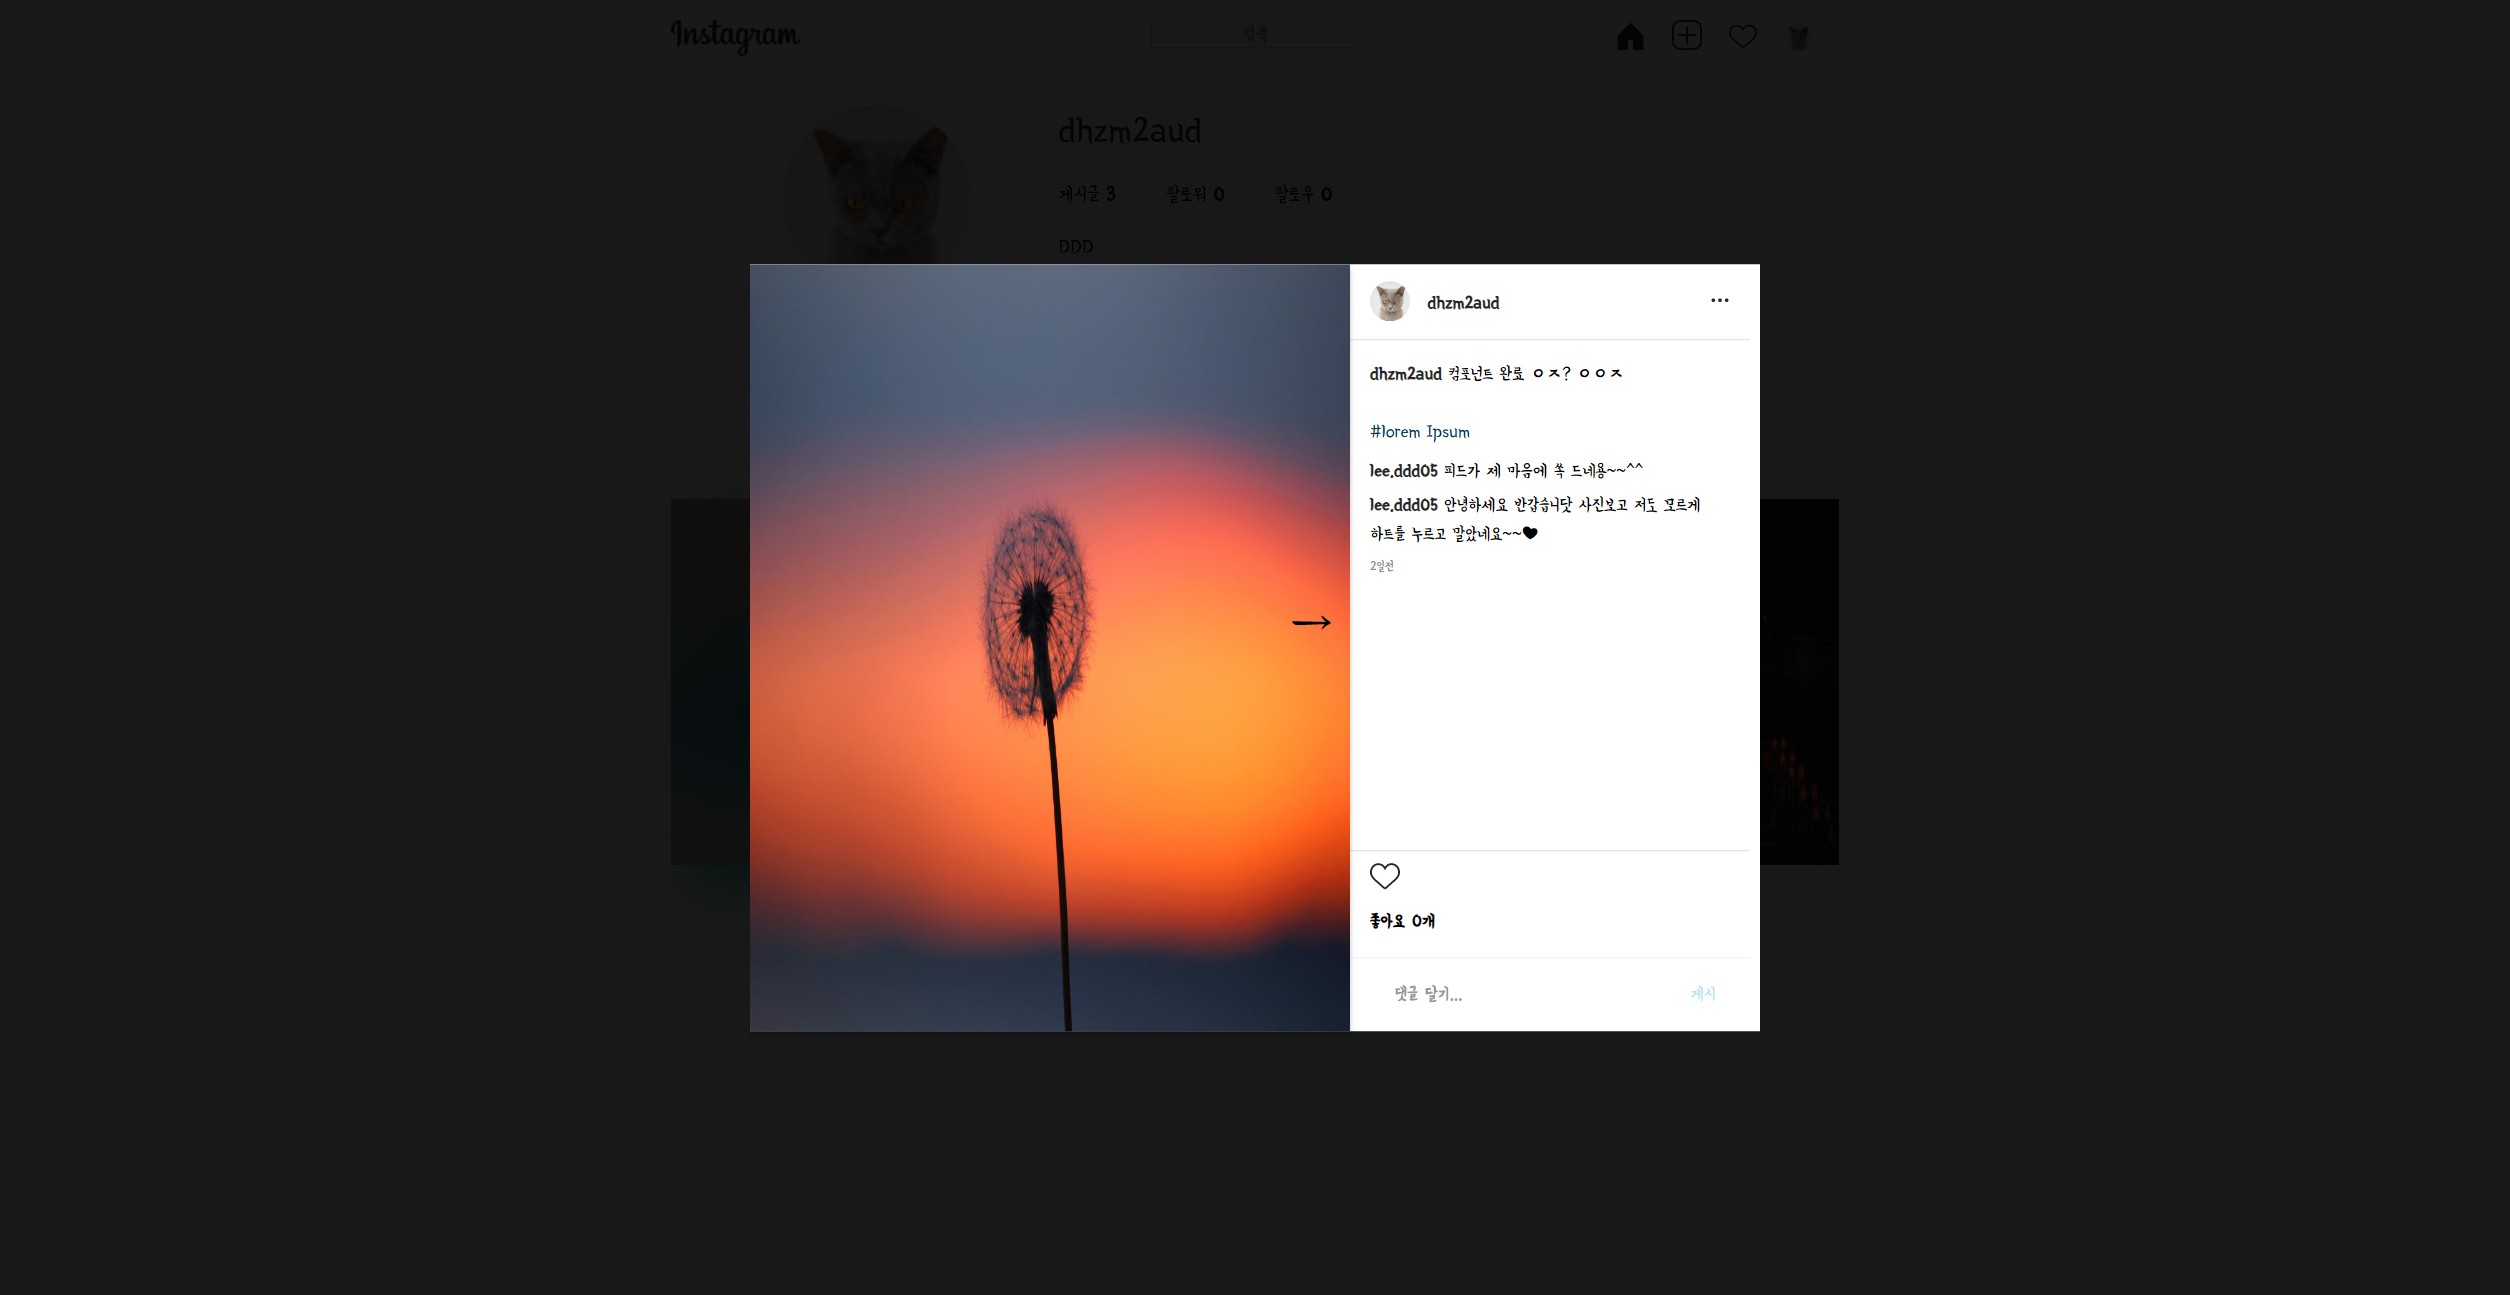 Instagram
검색
dhzm2aud
게시글 3 팔로워 0 팔로우 0
DDD
dhzm2aud
dhzm2aud 컴포넌트 완료 ㅇㅈ? ㅇㅇㅈ
#lorem Ipsum
lee.ddd05 피드가 제 마음에 쏙 드네용~~^^
lee.ddd05 안녕하세요 반갑습니닷 사진보고 저도 모르게
하트를 누르고 말았네요~~🖤
2일전
좋아요 0개
댓글 달기... 게시